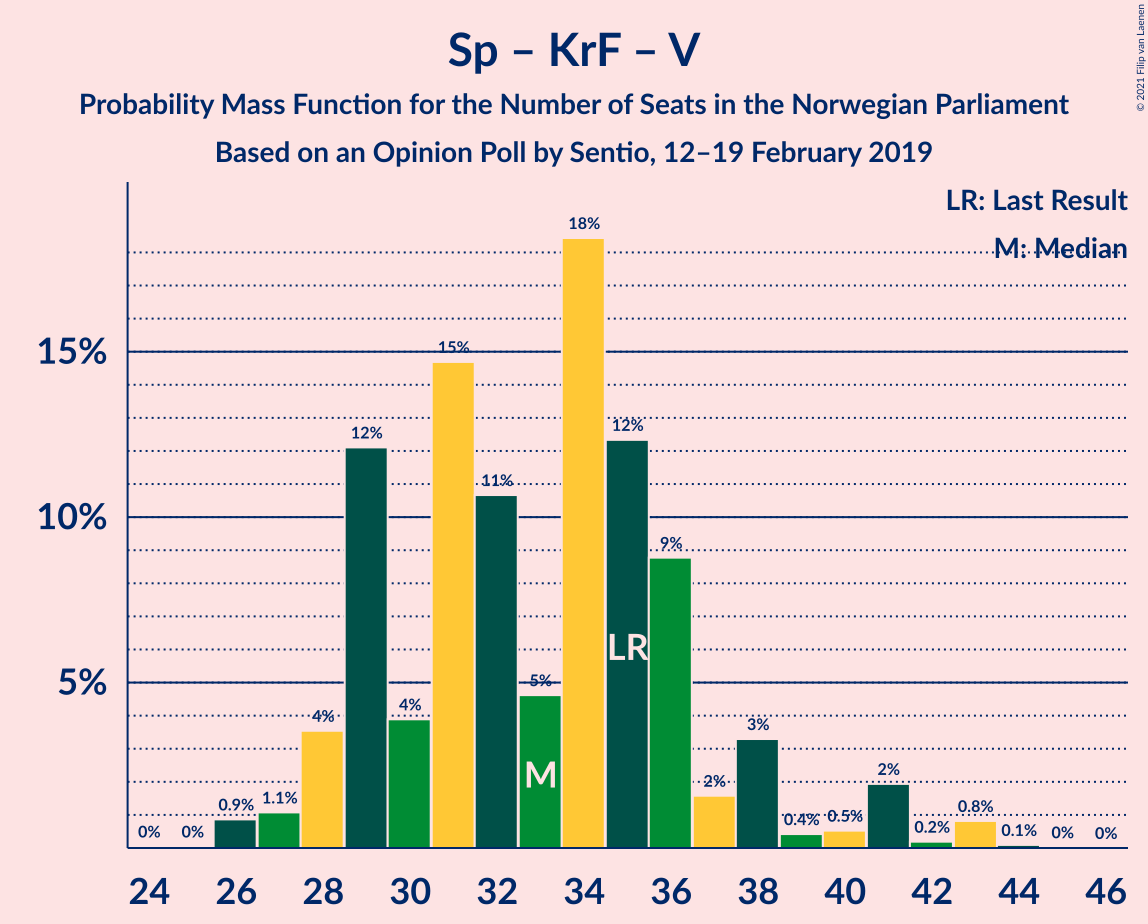 Sp – KrF – V
Probability Mass Function for the Number of Seats in the Norwegian Parliament
Based on an Opinion Poll by Sentio, 12–19 February 2019
© 2021 Filip van Laenen
LR: Last Result
M: Median
15%
10%
5%
0%
0%
0.9%
1.1%
4%
12%
4%
15%
11%
5%
18%
12%
9%
2%
3%
0.4%
0.5%
2%
0.2%
0.8%
0.1%
0%
0%
LR
M
24 26 28 30 32 34 36 38 40 42 44 46